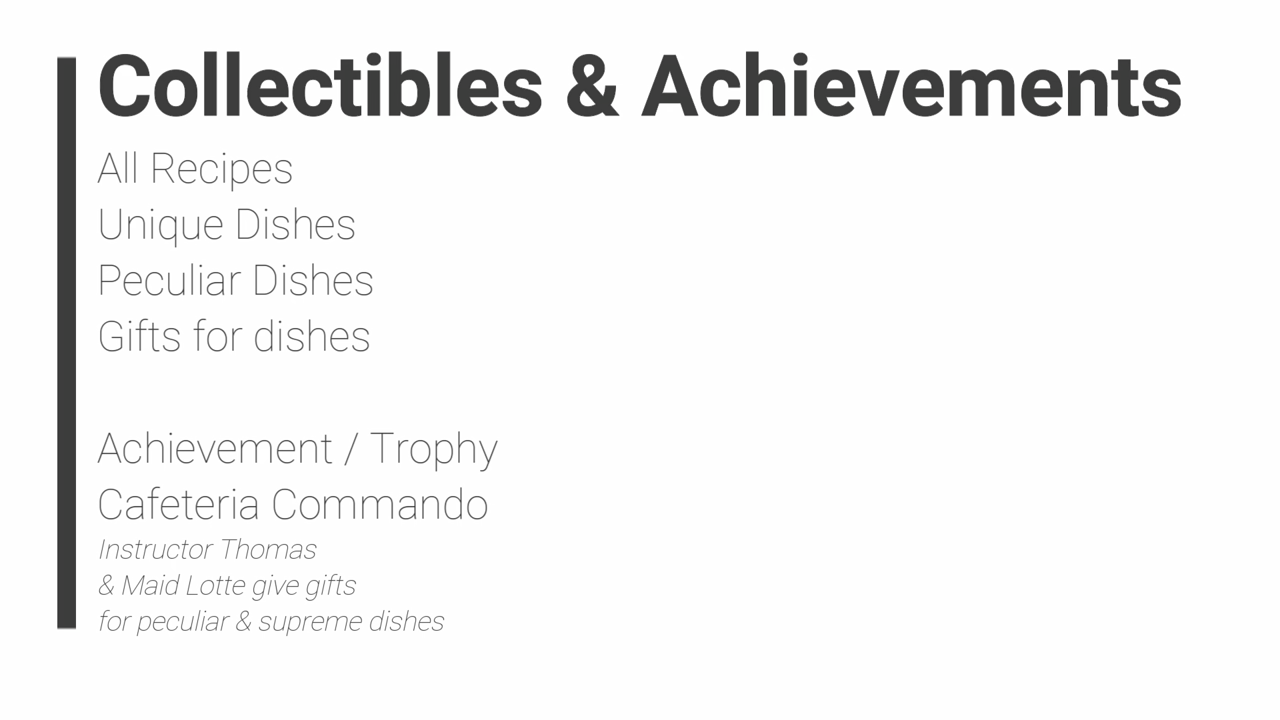 Collectibles & Achievements
All Recipes
Unique Dishes
Peculiar Dishes
Gifts for dishes
Achievement / Trophy
Cafeteria Commando
Instructor Thomas
& Maid Lotte give gifts
for peculiar & supreme dishes